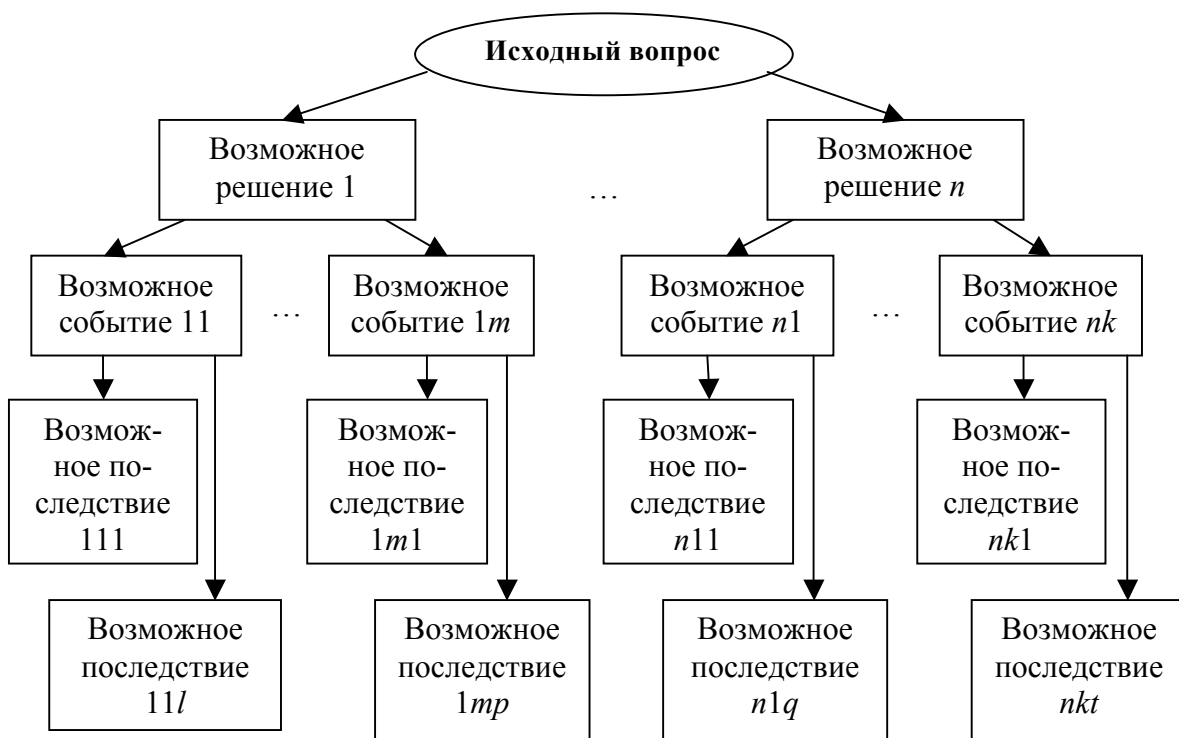 Исходный вопрос
Возможное
решение 1
...
Возможное
решение n
Возможное
событие 11
...
Возможное
событие 1m
Возможное
событие n1
...
Возможное
событие nk
Возмож-
ное по-
следствие
111
Возмож-
ное по-
следствие
1m1
Возмож-
ное по-
следствие
n11
Возмож-
ное по-
следствие
nk1
Возможное
последствие
11l
Возможное
последствие
1mp
Возможное
последствие
n1q
Возможное
последствие
nkt